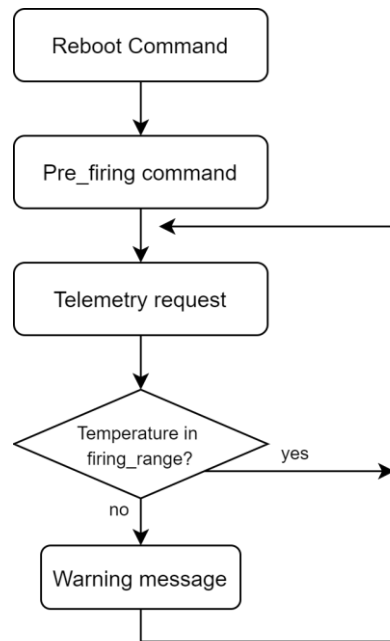 Reboot Command
Pre_firing command
Telemetry request
Temperature in
firing_range?
yes
no
Warning message